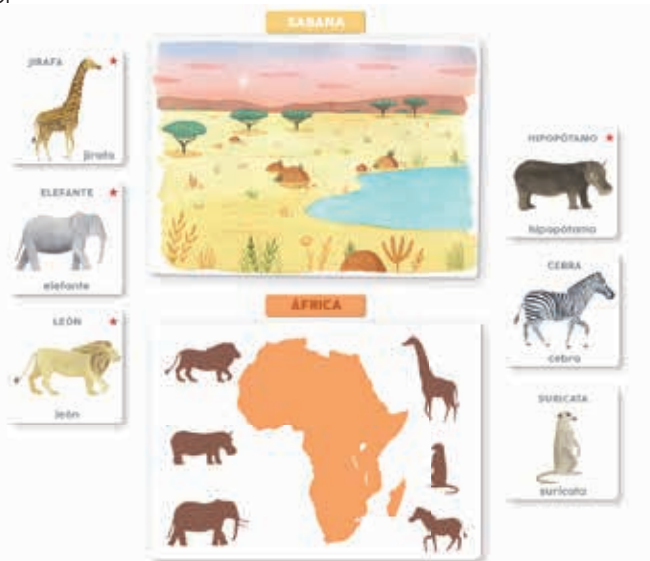 SABANA
JIRAFA
jirafa
ELEFANTE
elefante
LEÓN
león
HIPOPÓTAMO
hipopótamo
CEBRA
cebra
SURICATA
suricata
ÁFRICA